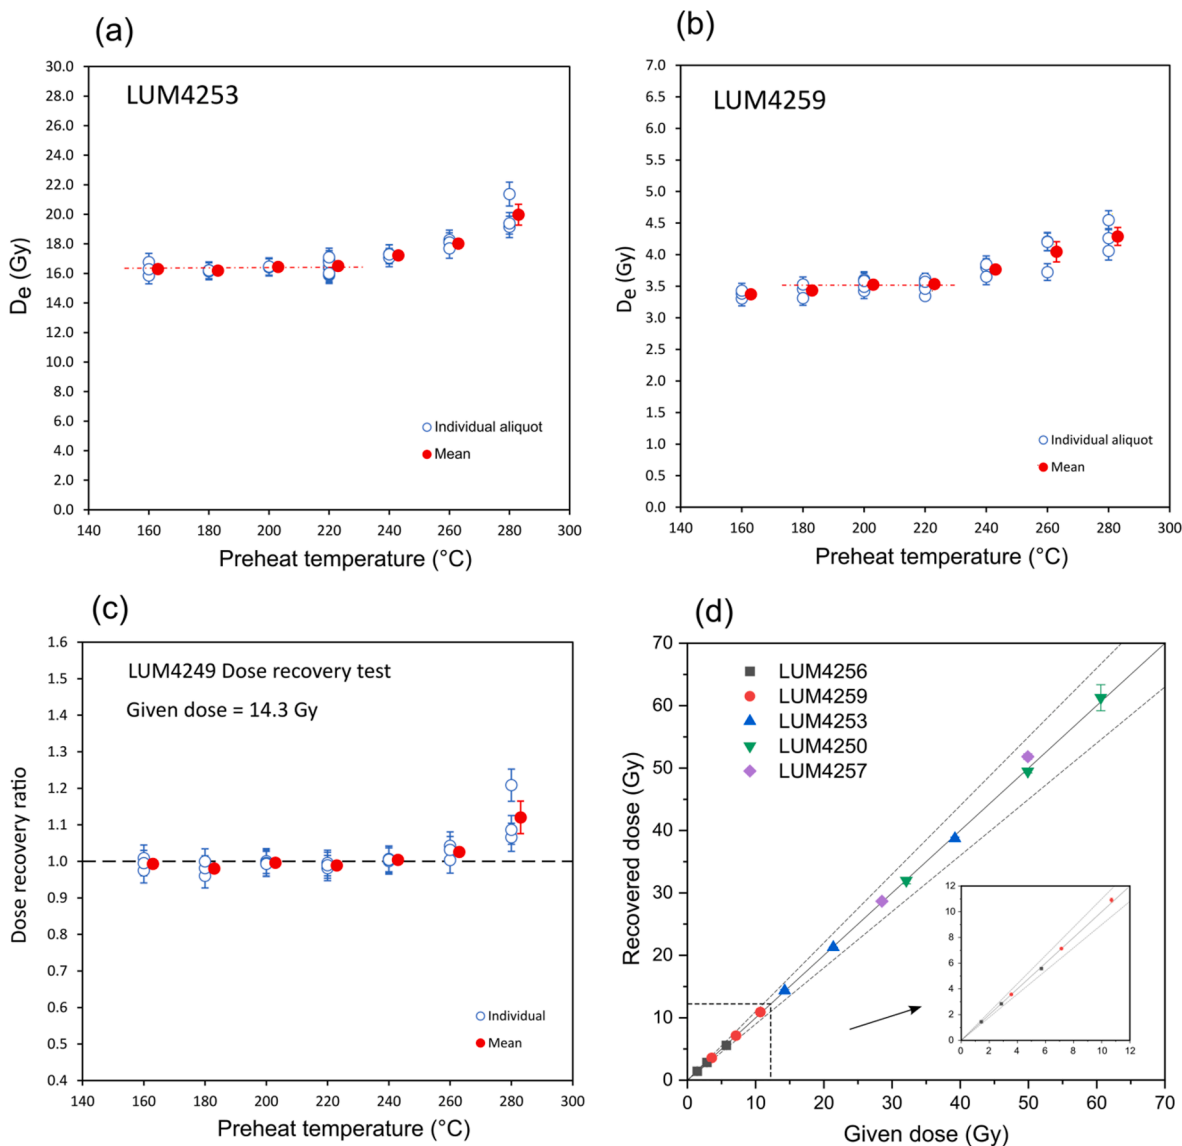 (a)
LUM4253
30.0
28.0
26.0
24.0
22.0
20.0
18.0
16.0
14.0
12.0
10.0
8.0
6.0
4.0
2.0
0.0
De (Gy)
Individual aliquot
Mean
140 160 180 200 220 240 260 280 300
Preheat temperature (°C)
(b)
LUM4259
7.0
6.5
6.0
5.5
5.0
4.5
4.0
3.5
3.0
2.5
2.0
1.5
1.0
0.5
0.0
De (Gy)
Individual aliquot
Mean
140 160 180 200 220 240 260 280 300
Preheat temperature (°C)
(c)
LUM4249 Dose recovery test
Given dose = 14.3 Gy
1.6
1.5
1.4
1.3
1.2
1.1
1.0
0.9
0.8
0.7
0.6
0.5
0.4
Dose recovery ratio
Individual
Mean
140 160 180 200 220 240 260 280 300
Preheat temperature (°C)
(d)
LUM4256
LUM4259
LUM4253
LUM4250
LUM4257
70
60
50
40
30
20
10
0
Recovered dose (Gy)
12
10
8
6
4
2
0
0 2 4 6 8 10 12
0 10 20 30 40 50 60 70
Given dose (Gy)